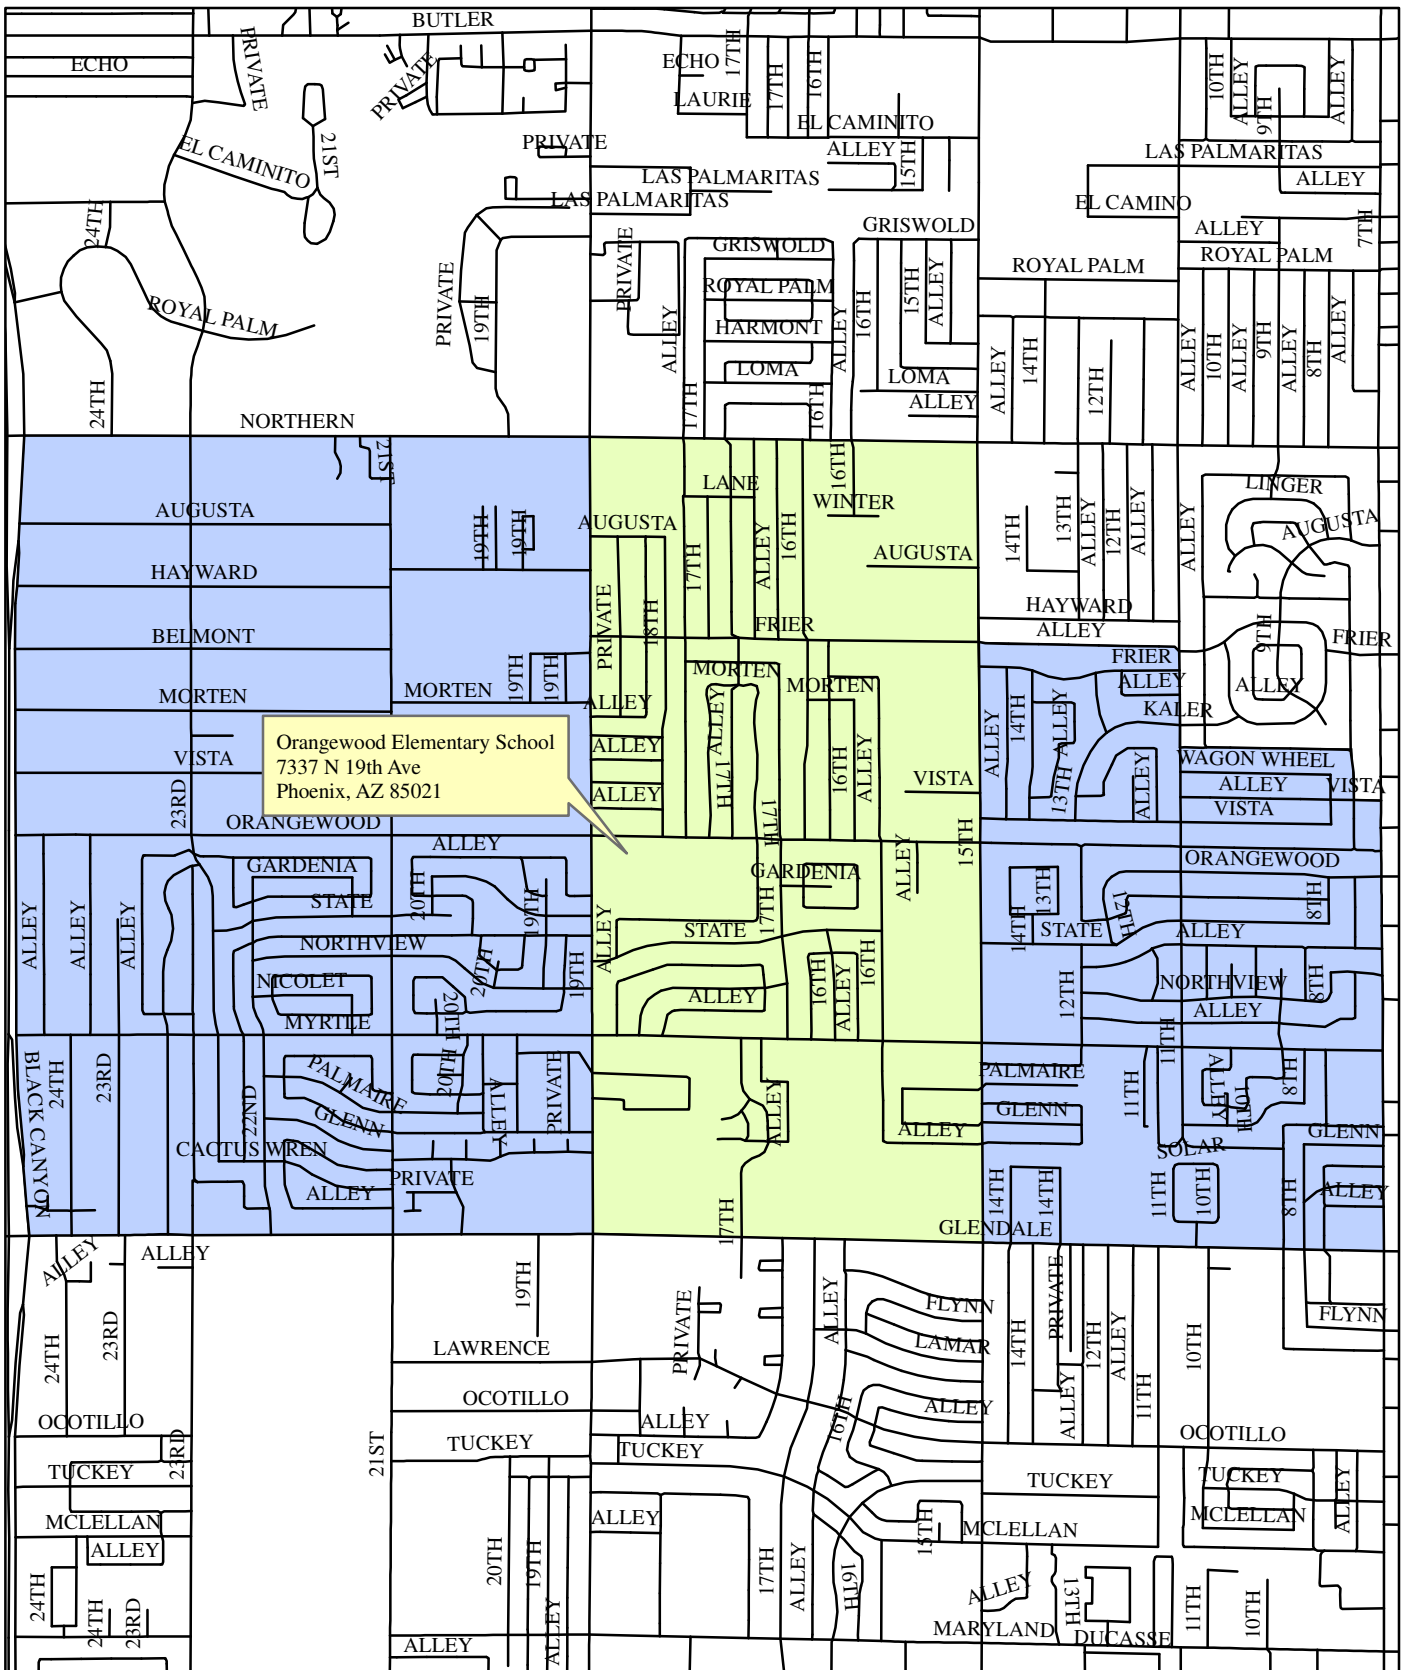 BUTLER
ECHO
PRIVATE
PRIVATE
ECHO
17TH
17TH
16TH
LAURIE
10TH
ALLEY
9TH
ALLEY
EL CAMINITO
21ST
EL CAMINITO
PRIVATE
ALLEY
15TH
LAS PALMARITAS
LAS PALMARITAS
ALLEY
LAS PALMARITAS
EL CAMINO
24TH
GRISWOLD
ALLEY
7TH
GRISWOLD
PRIVATE
ROYAL PALM
ROYAL PALM
PRIVATE
19TH
ROYAL PALM
15TH
ALLEY
ROYAL PALM
ALLEY
HARMONT
ALLEY
16TH
ALLEY
14TH
ALLEY
10TH
ALLEY
9TH
ALLEY
8TH
ALLEY
LOMA
LOMA
24TH
17TH
16TH
ALLEY
12TH
NORTHERN
21ST
16TH
LANE
WINTER
LINGER
AUGUSTA
19TH
19TH
AUGUSTA
17TH
ALLEY
16TH
AUGUSTA
14TH
13TH
ALLEY
12TH
ALLEY
ALLEY
AUGUSTA
HAYWARD
PRIVATE
18TH
HAYWARD
BELMONT
FRIER
ALLEY
9TH
FRIER
FRIER
19TH
19TH
MORTEN
ALLEY
ALLEY
MORTEN
MORTEN
MORTEN
ALLEY
KALER
ALLEY
14TH
ALLEY
13TH
ALLEY
Orangewood Elementary School
7337 N 19th Ave
Phoenix, AZ 85021
ALLEY
ALLEY
17TH
17TH
16TH
ALLEY
VISTA
23RD
VISTA
WAGON WHEEL
ALLEY
VISTA
VISTA
ALLEY
ORANGEWOOD
ALLEY
15TH
ORANGEWOOD
GARDENIA
20TH
19TH
GARDENIA
ALLEY
13TH
12TH
18TH
STATE
17TH
ALLEY
ALLEY
ALLEY
ALLEY
STATE
14TH
STATE
ALLEY
NORTHVIEW
20TH
19TH
16TH
ALLEY
16TH
NICOLET
ALLEY
12TH
NORTHVIEW
8TH
MYRTLE
20TH
ALLEY
11TH
BLACK CANYON
24TH
23RD
22ND
PALMAIRE
20TH
ALLEY
PRIVATE
ALLEY
PALMAIRE
11TH
ALLEY
10TH
18TH
GLENN
GLENN
ALLEY
GLENN
CACTUS WREN
SOLAR
PRIVATE
ALLEY
14TH
14TH
11TH
10TH
8TH
ALLEY
17TH
GLENDALE
ALLEY
ALLEY
19TH
PRIVATE
ALLEY
FLYNN
14TH
PRIVATE
12TH
ALLEY
10TH
FLYNN
24TH
23RD
LAWRENCE
LAMAR
OCOTILLO
ALLEY
11TH
OCOTILLO
ALLEY
16TH
ALLEY
OCOTILLO
23RD
21ST
TUCKEY
TUCKEY
TUCKEY
TUCKEY
TUCKEY
ALLEY
MCLELLAN
ALLEY
15TH
MCLELLAN
MCLELLAN
ALLEY
24TH
24TH
23RD
20TH
19TH
ALLEY
17TH
ALLEY
16TH
ALLEY
13TH
11TH
10TH
ALLEY
MARYLAND
DUCASSE